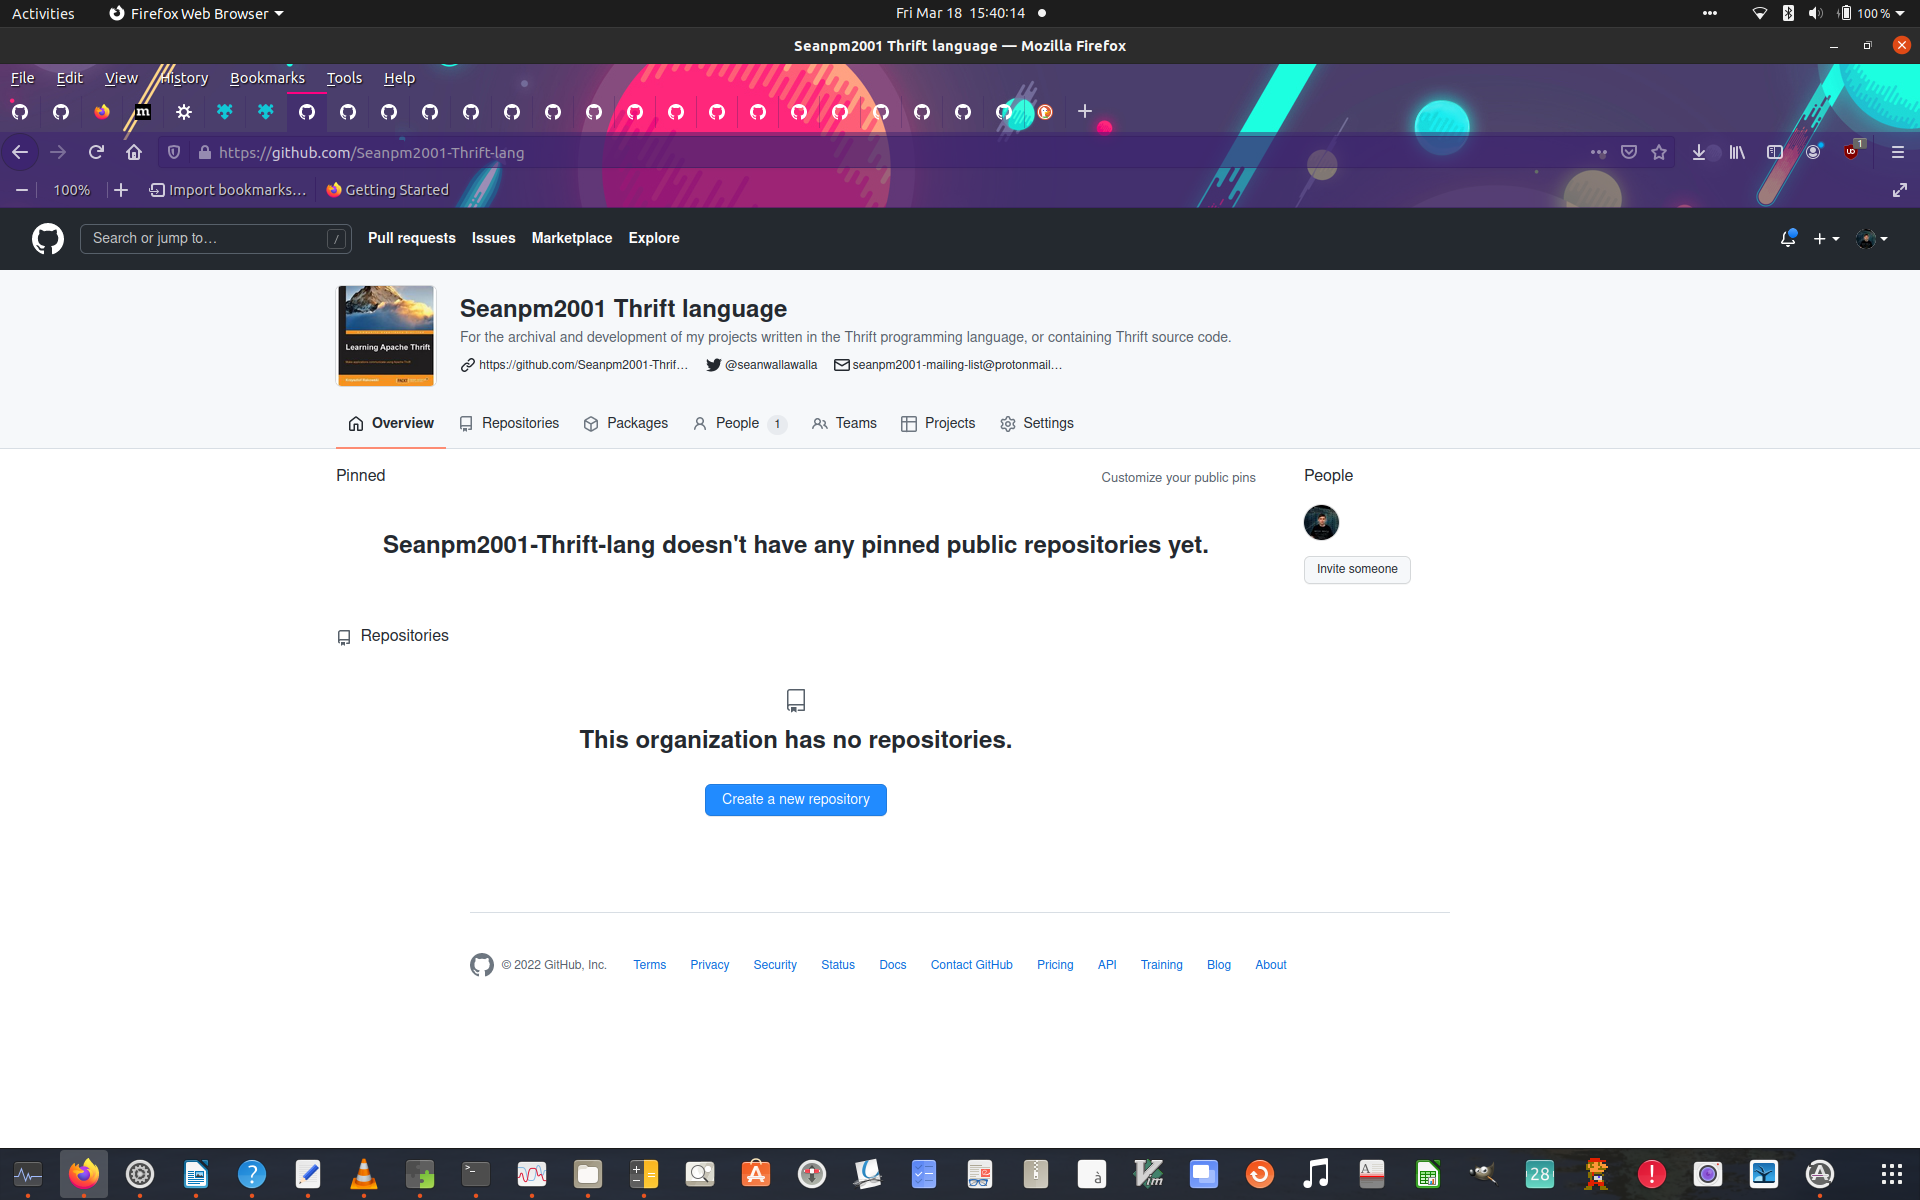 Activities Firefox Web Browser Fri Mar 18 15:40:14 100 %
Seanpm2001 Thrift language — Mozilla Firefox
File Edit View History Bookmarks Tools Help
m
https://github.com/Seanpm2001-Thrift-lang 1
100% Import bookmarks… Getting Started
Search or jump to… / Pull requests Issues Marketplace Explore
Seanpm2001 Thrift language
For the archival and development of my projects written in the Thrift programming language, or containing Thrift source code.
Learning Apache Thrift
https://github.com/Seanpm2001-Thrif… @seanwallawalla seanpm2001-mailing-list@protonmail…
Overview Repositories Packages People 1 Teams Projects Settings
Pinned Customize your public pins People
Seanpm2001-Thrift-lang doesn't have any pinned public repositories yet.
Invite someone
Repositories
This organization has no repositories.
Create a new repository
© 2022 GitHub, Inc. Terms Privacy Security Status Docs Contact GitHub Pricing API Training Blog About
28